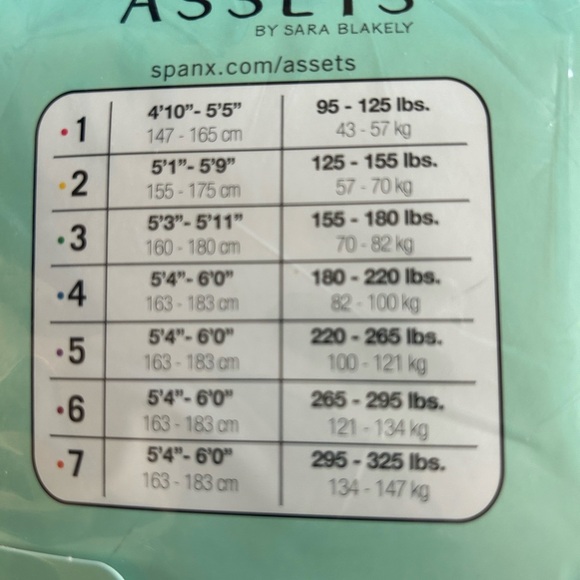 ASSETS
BY SARA BLAKELY
spanx.com/assets
•1 4'10”- 5'5” 95 - 125 lbs.
147 - 165 cm 43 - 57 kg
•2 5'1”- 5'9” 125 - 155 lbs.
155 - 175 cm 57 - 70 kg
•3 5'3”- 5'11” 155 - 180 lbs.
160 - 180 cm 70 - 82 kg
•4 5'4”- 6'0” 180 - 220 lbs.
163 - 183 cm 82 - 100 kg
•5 5'4”- 6'0” 220 - 265 lbs.
163 - 183 cm 100 - 121 kg
•6 5'4”- 6'0” 265 - 295 lbs.
163 - 183 cm 121 - 134 kg
•7 5'4”- 6'0” 295 - 325 lbs.
163 - 183 cm 134 - 147 kg